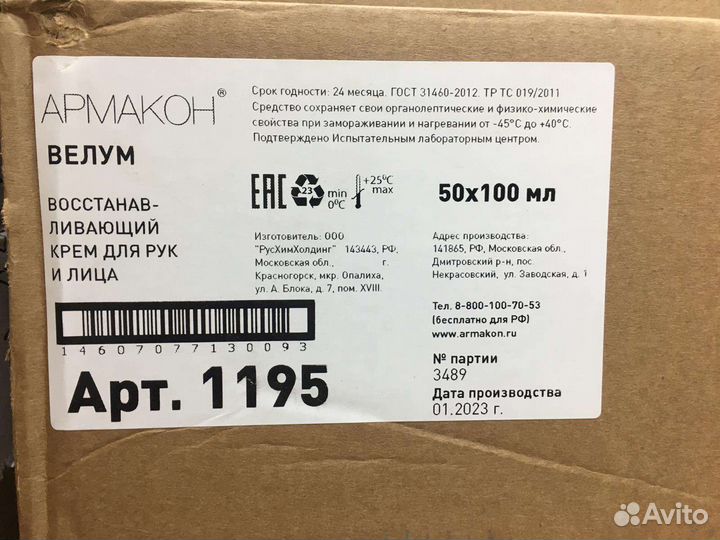 АРМАКОН®
ВЕЛУМ
ВОССТАНАВ-
ЛИВАЮЩИЙ
КРЕМ ДЛЯ РУК
И ЛИЦА
14607077130093
Арт. 1195
Срок годности: 24 месяца. ГОСТ 31460-2012. ТР ТС 019/2011
Средство сохраняет свои органолептические и физико-химические
свойства при замораживании и нагревании от -45°С до +40°С.
Подтверждено Испытательным лабораторным центром.
EAC 23 min 0°C +25°C max
50х100 мл
Изготовитель: ООО
"РусХимХолдинг" 143443, РФ,
Московская обл., г.
Красногорск, мкр. Опалиха,
ул. А. Блока, д. 7, пом. XVIII.
Адрес производства:
141865, РФ, Московская обл.,
Дмитровский р-н, пос.
Некрасовский, ул. Заводская, д. 1
Тел. 8-800-100-70-53
(бесплатно для РФ)
www.armakon.ru
№ партии
3489
Дата производства
01.2023 г.
Avito